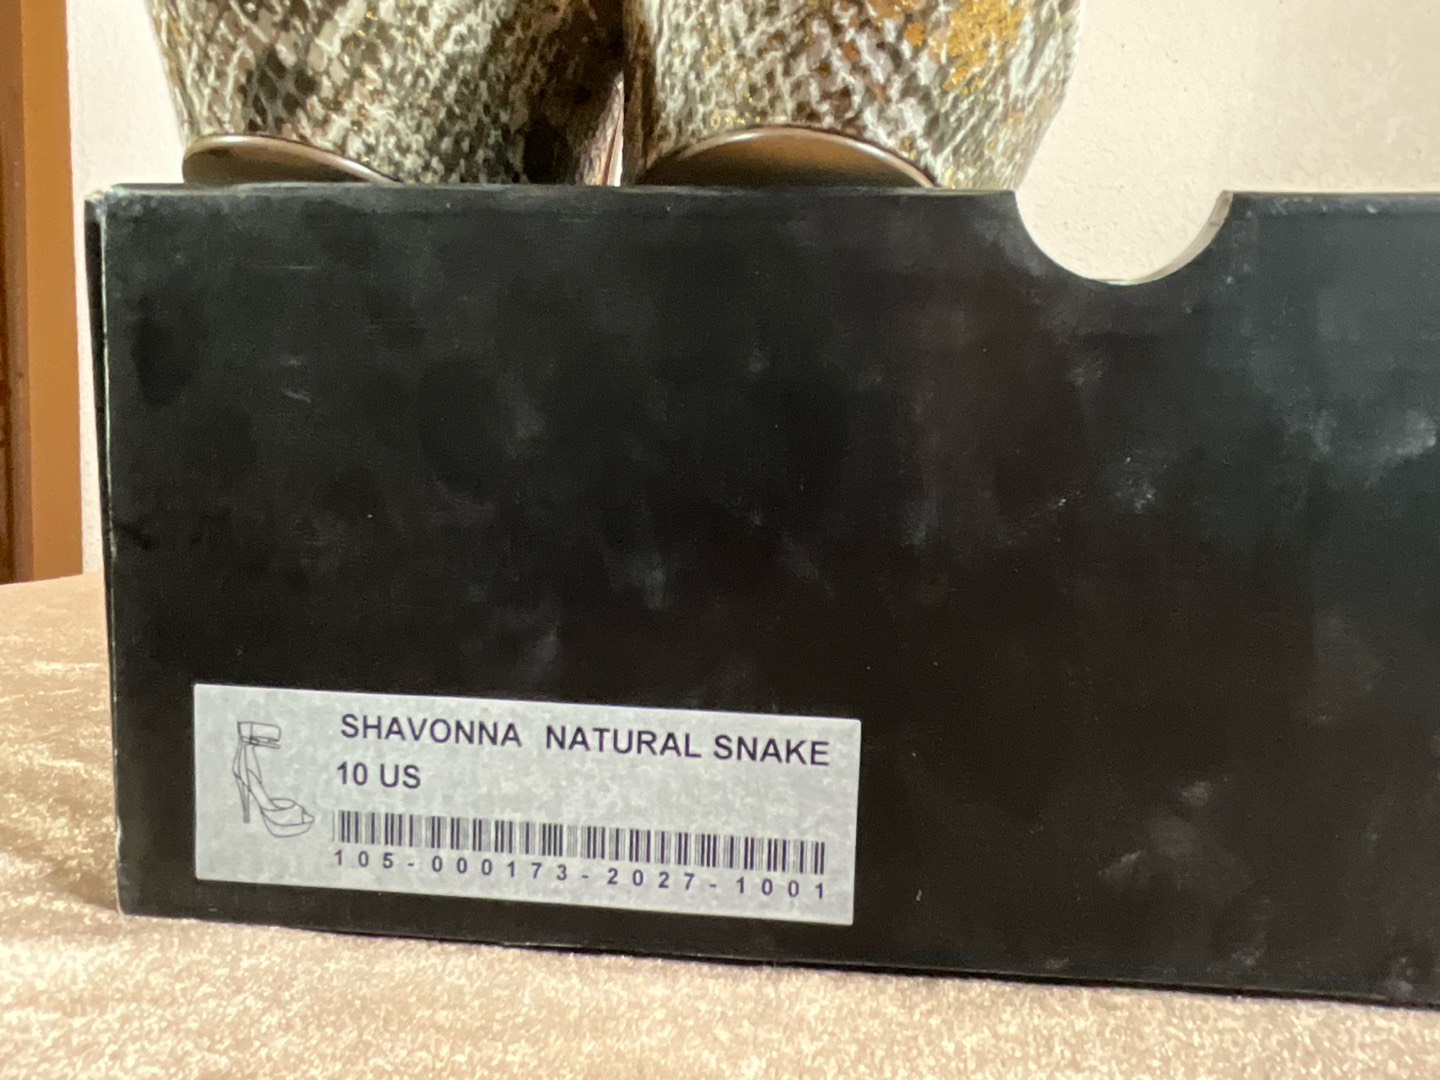 SHAVONNA NATURAL SNAKE
10 US
105-000173-2027-1001